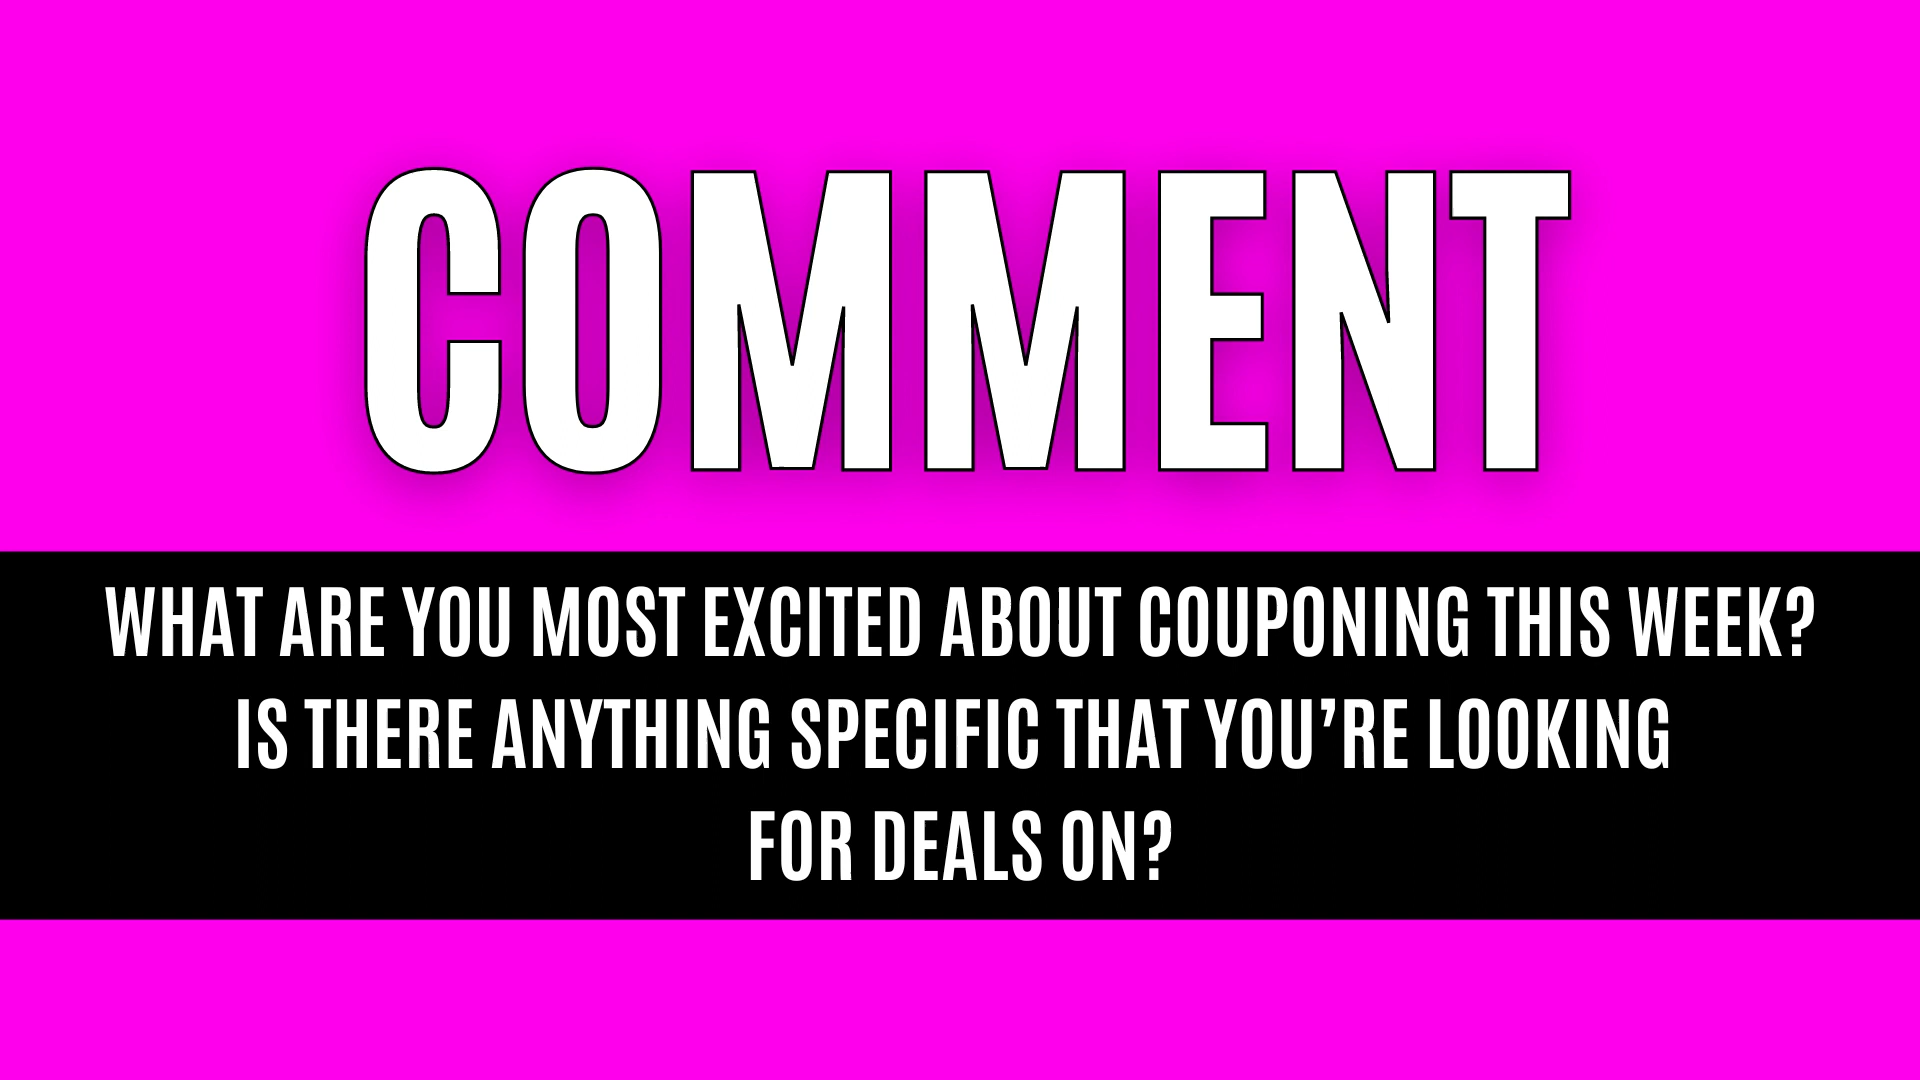 COMMENT
WHAT ARE YOU MOST EXCITED ABOUT COUPONING THIS WEEK?
IS THERE ANYTHING SPECIFIC THAT YOU’RE LOOKING
FOR DEALS ON?